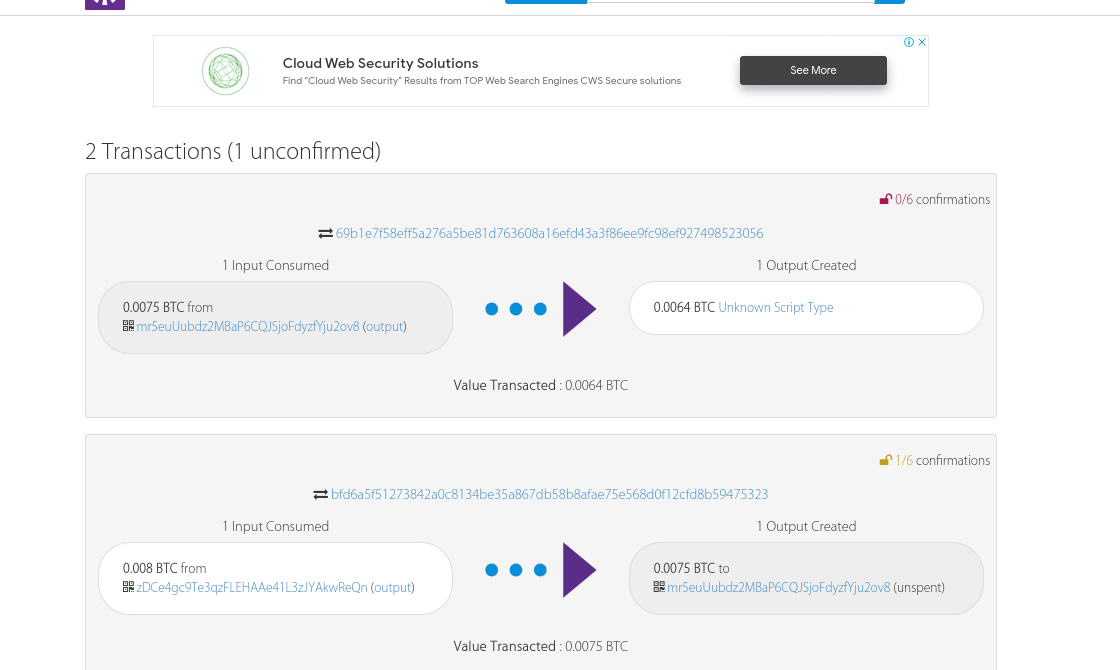 Cloud Web Security Solutions
Find "Cloud Web Security" Results from TOP Web Search Engines CWS Secure solutions
See More
2 Transactions (1 unconfirmed)
0/6 confirmations
69b1e7f58eff5a276a5be81d763608a16efd43a3f86ee9fc98ef927498523056
1 Input Consumed
1 Output Created
0.0075 BTC from
mr5euUubdz2MBaP6CQJSjoFdyzfYju2ov8 (output)
0.0064 BTC Unknown Script Type
Value Transacted : 0.0064 BTC
1/6 confirmations
bfd6a5f51273842a0c8134be35a867db58b8afae75e568d0f12cfd8b59475323
1 Input Consumed
1 Output Created
0.008 BTC from
zDCe4gc9Te3qzFLEHAAe41L3zJYAkwReQn (output)
0.0075 BTC to
mr5euUubdz2MBaP6CQJSjoFdyzfYju2ov8 (unspent)
Value Transacted : 0.0075 BTC